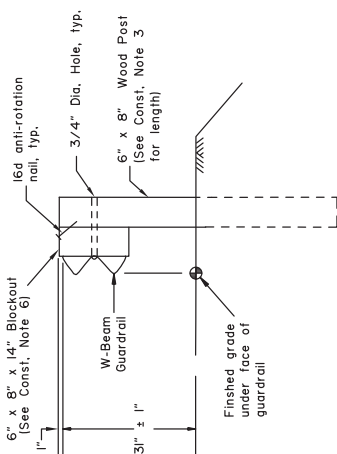 6" x 8" x 14" Blockout
(See Const. Note 6)
16d anti-rotation
nail, typ.
3/4" Dia. Hole, typ.
6" x 8" Wood Post
(See Const. Note 3
for length)
1"
31" ± 1"
W-Beam
Guardrail
Finshed grade
under face of
guardrail